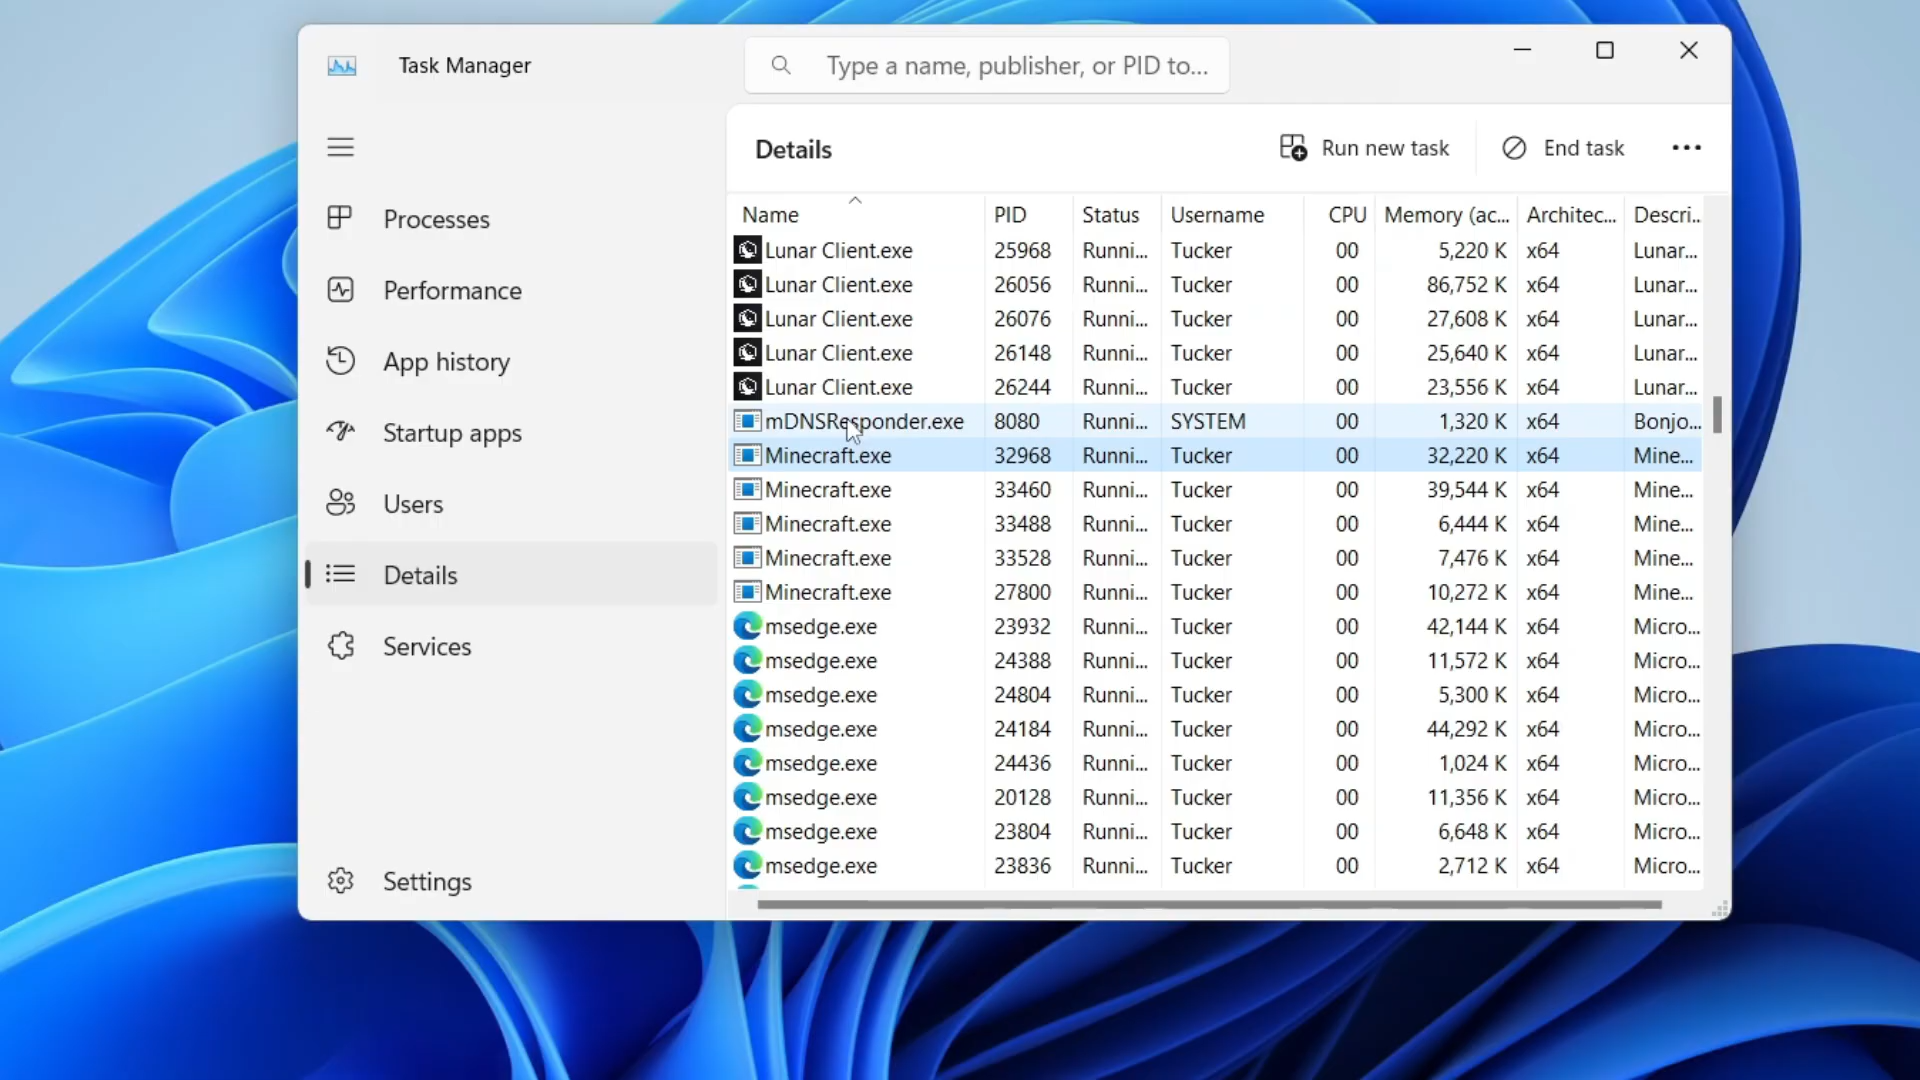 Task Manager
Type a name, publisher, or PID to...
Processes
Performance
App history
Startup apps
Users
Details
Services
Settings
Details
Run new task
End task
Name PID Status Username CPU Memory (ac... Architec... Descri..
Lunar Client.exe 25968 Runni... Tucker 00 5,220 K x64 Lunar...
Lunar Client.exe 26056 Runni... Tucker 00 86,752 K x64 Lunar...
Lunar Client.exe 26076 Runni... Tucker 00 27,608 K x64 Lunar...
Lunar Client.exe 26148 Runni... Tucker 00 25,640 K x64 Lunar...
Lunar Client.exe 26244 Runni... Tucker 00 23,556 K x64 Lunar...
mDNSResponder.exe 8080 Runni... SYSTEM 00 1,320 K x64 Bonjo...
Minecraft.exe 32968 Runni... Tucker 00 32,220 K x64 Mine...
Minecraft.exe 33460 Runni... Tucker 00 39,544 K x64 Mine...
Minecraft.exe 33488 Runni... Tucker 00 6,444 K x64 Mine...
Minecraft.exe 33528 Runni... Tucker 00 7,476 K x64 Mine...
Minecraft.exe 27800 Runni... Tucker 00 10,272 K x64 Mine...
msedge.exe 23932 Runni... Tucker 00 42,144 K x64 Micro...
msedge.exe 24388 Runni... Tucker 00 11,572 K x64 Micro...
msedge.exe 24804 Runni... Tucker 00 5,300 K x64 Micro...
msedge.exe 24184 Runni... Tucker 00 44,292 K x64 Micro...
msedge.exe 24436 Runni... Tucker 00 1,024 K x64 Micro...
msedge.exe 20128 Runni... Tucker 00 11,356 K x64 Micro...
msedge.exe 23804 Runni... Tucker 00 6,648 K x64 Micro...
msedge.exe 23836 Runni... Tucker 00 2,712 K x64 Micro...